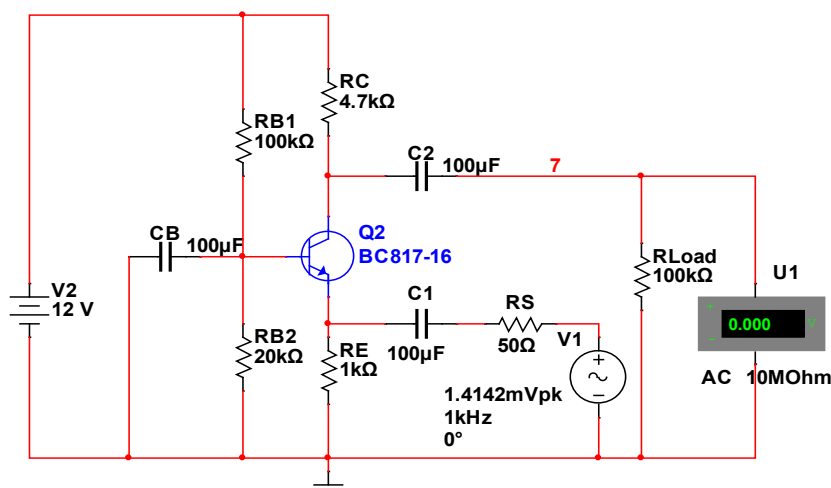 RC
4.7kΩ
RB1
100kΩ
C2
100µF
7
CB
100µF
Q2
BC817-16
RLoad
100kΩ
U1
V2
12 V
C1
100µF
RS
50Ω
V1
+
−
0.000
V
RB2
20kΩ
RE
1kΩ
1.4142mVpk
1kHz
0°
+
−
AC 10MOhm